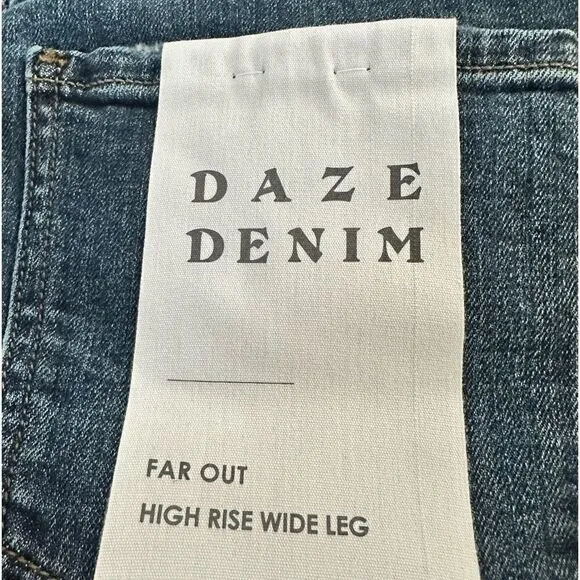 DAZE
DENIM
FAR OUT
HIGH RISE WIDE LEG